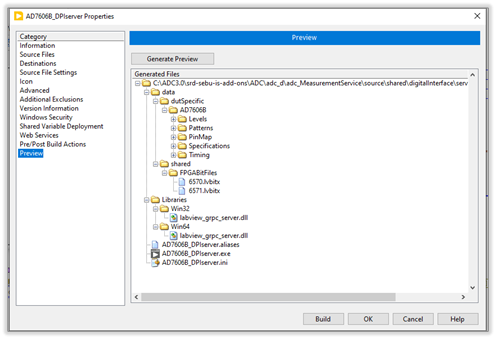 AD7606B_DPIserver Properties
Category
Information
Source Files
Destinations
Source File Settings
Icon
Advanced
Additional Exclusions
Version Information
Windows Security
Shared Variable Deployment
Web Services
Pre/Post Build Actions
Preview
Preview
Generate Preview
Generated Files
C:\ADC3.0\srd-sebu-is-add-ons\ADC\adc_d\adc_MeasurementService\source\shared\digitalInterface\serv
data
dutSpecific
AD7606B
Levels
Patterns
PinMap
Specifications
Timing
shared
FPGABitFiles
6570.lvbitx
6571.lvbitx
Libraries
Win32
labview_grpc_server.dll
Win64
labview_grpc_server.dll
AD7606B_DPIserver.aliases
AD7606B_DPIserver.exe
AD7606B_DPIserver.ini
Build
OK
Cancel
Help